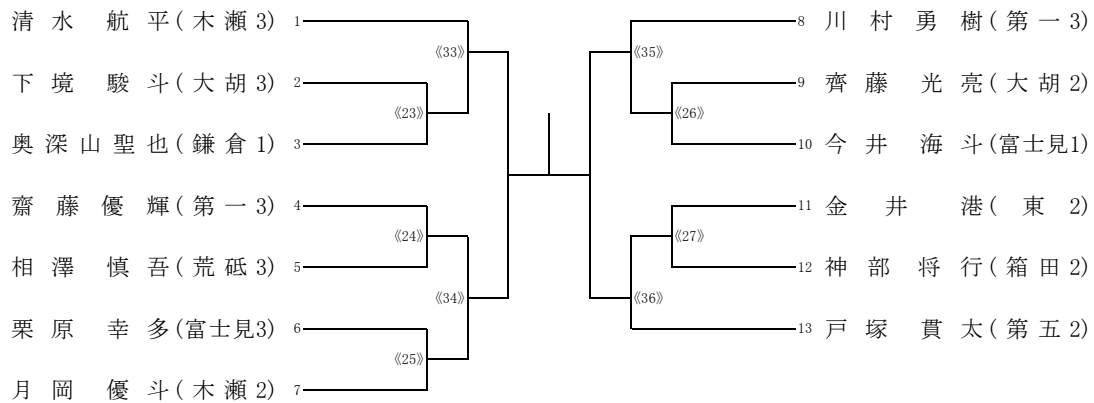 清水 航平(木瀬3) 1
《33》
下境 駿斗(大胡3) 2
《23》
奥深山聖也(鎌倉1) 3
齋藤優輝(第一3) 4
《24》
相澤 慎吾(荒砥3) 5
《34》
栗原 幸多(富士見3) 6
《25》
月岡 優斗(木瀬2) 7
8 川村勇樹(第一3)
《35》
9 齊藤 光亮(大胡2)
《26》
10 今井 海斗(富士見1)
11 金井 港(東 2)
《27》
12 神部 将行(箱田2)
《36》
13 戸塚 貫太(第五2)